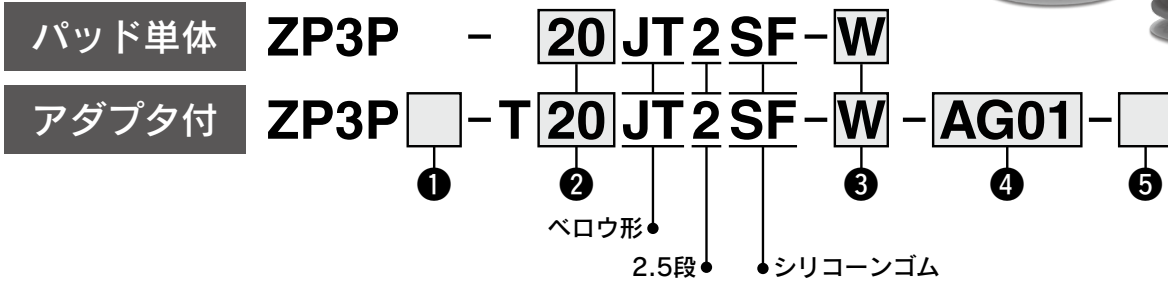 パッド単体 ZP3P - 20 JT 2 SF - W
アダプタ付 ZP3P - T 20 JT 2 SF - W - AG01 -
❶ ❷ ❸ ❹ ❺
ベロウ形
2.5段 シリコーンゴム